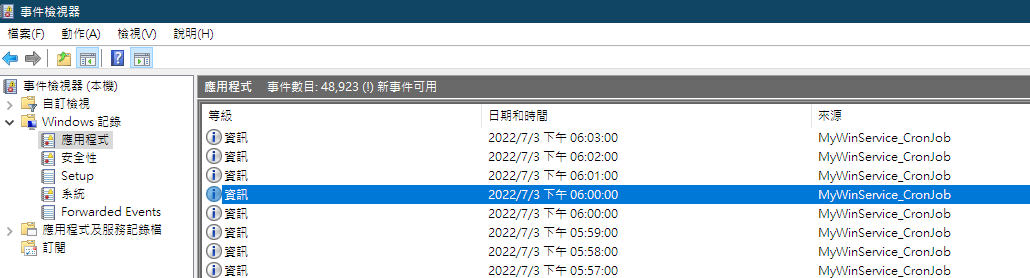 事件檢視器
檔案(F) 動作(A) 檢視(V) 說明(H)
事件檢視器 (本機)
自訂檢視
Windows 記錄
應用程式
安全性
Setup
系統
Forwarded Events
應用程式及服務記錄檔
訂閱
應用程式 事件數目: 48,923 (!) 新事件可用
等級 日期和時間 來源
資訊 2022/7/3 下午 06:03:00 MyWinService_CronJob
資訊 2022/7/3 下午 06:02:00 MyWinService_CronJob
資訊 2022/7/3 下午 06:01:00 MyWinService_CronJob
資訊 2022/7/3 下午 06:00:00 MyWinService_CronJob
資訊 2022/7/3 下午 06:00:00 MyWinService_CronJob
資訊 2022/7/3 下午 05:59:00 MyWinService_CronJob
資訊 2022/7/3 下午 05:58:00 MyWinService_CronJob
資訊 2022/7/3 下午 05:57:00 MyWinService_CronJob